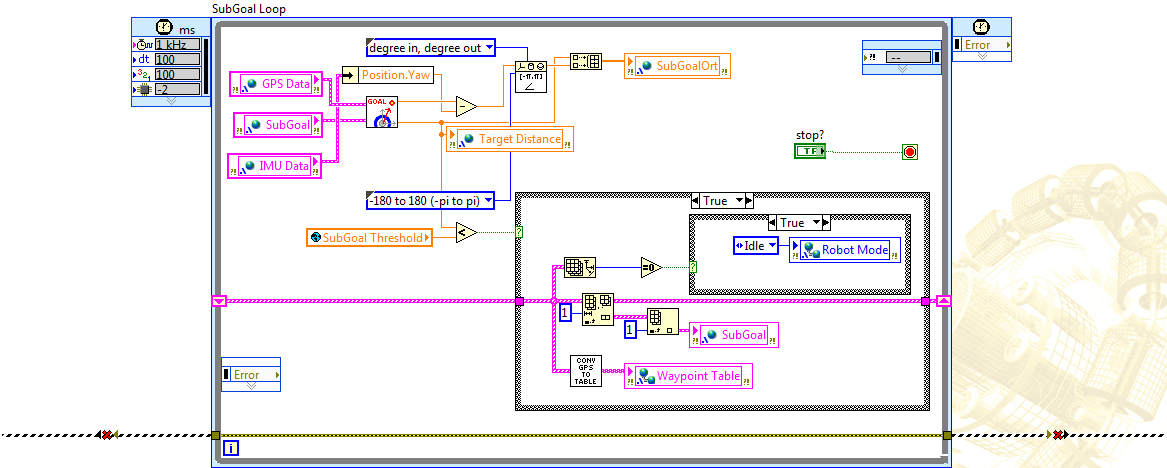 SubGoal Loop
ms
1 kHz
dt 100
321 100
-2
Error
?! --
degree in, degree out
GPS Data
Position.Yaw
[-π,π]
SubGoalOrt
GOAL
SubGoal
Target Distance
IMU Data
stop?
TF
-180 to 180 (-pi to pi)
True
SubGoal Threshold
<
?
True
Idle
Robot Mode
=0
?
1
1
SubGoal
CONV
GPS
TO
TABLE
Waypoint Table
Error
i